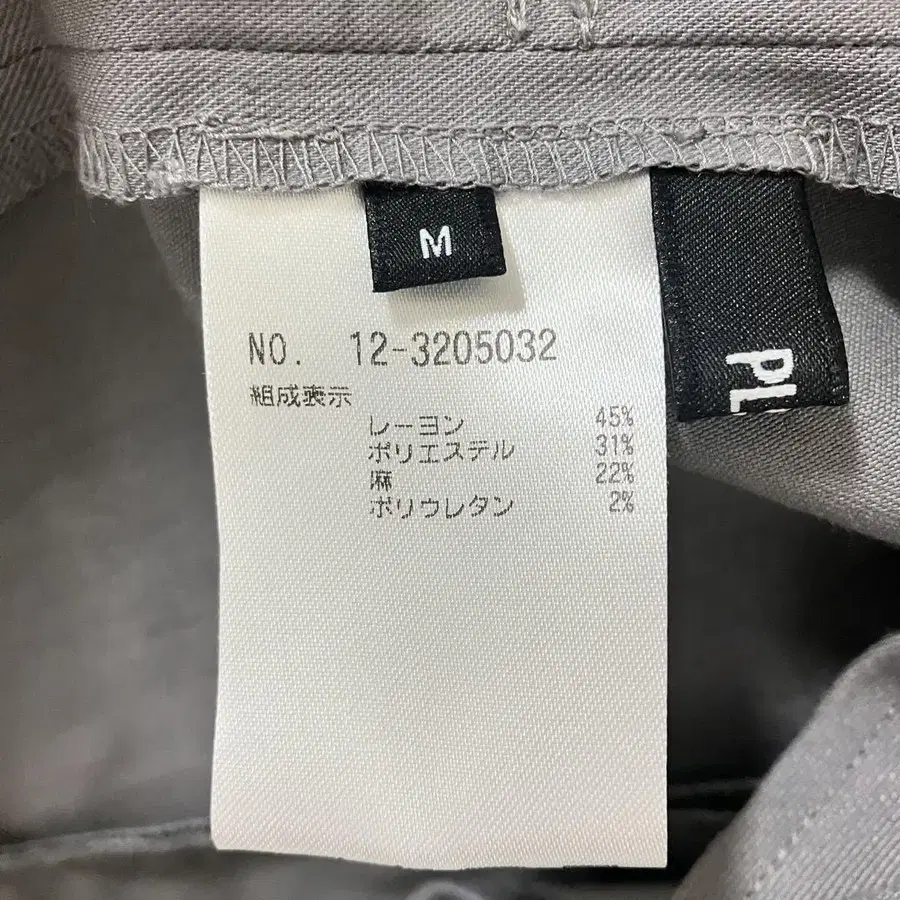 M
NO. 12-3205032
組成表示
レーヨン 45%
ポリエステル 31%
麻 22%
ポリウレタン 2%